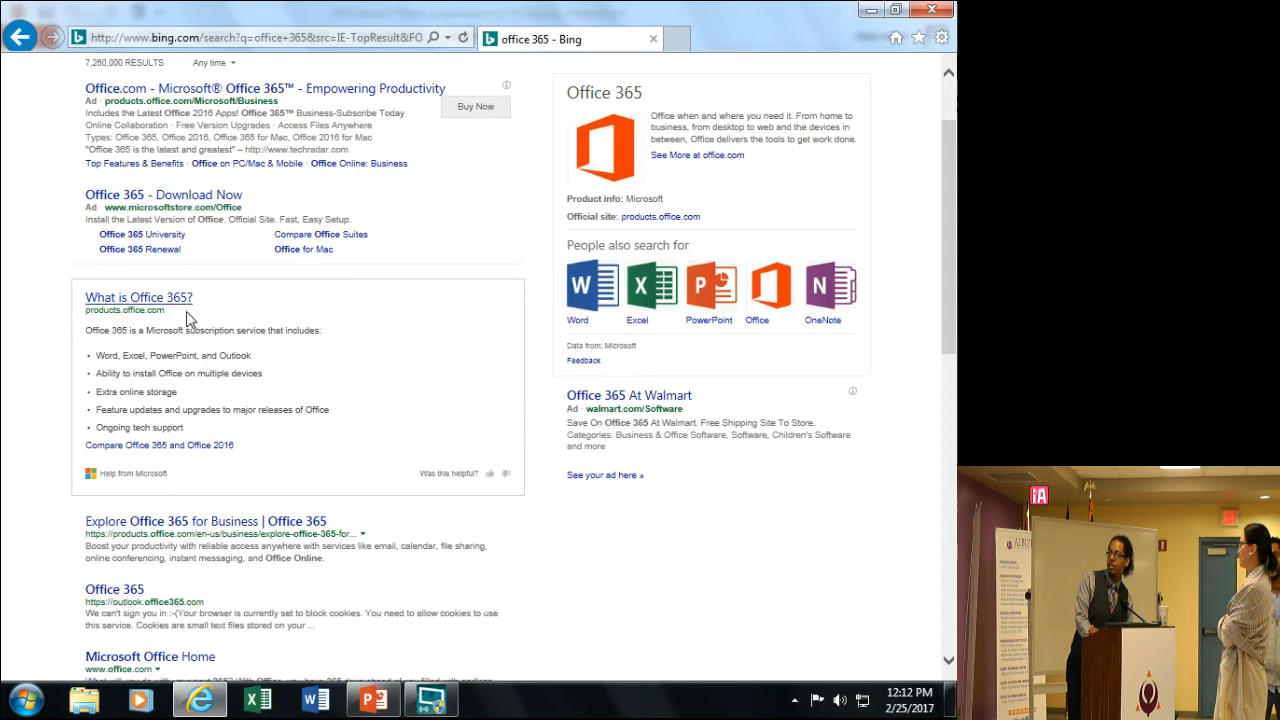 http://www.bing.com/search?q=office+365&src=IE-TopResult&FO
office 365 - Bing
7,260,000 RESULTS
Any time
Office.com - Microsoft® Office 365™ - Empowering Productivity
Ad · products.office.com/Microsoft/Business
Buy Now
Includes the Latest Office 2016 Apps! Office 365™ Business-Subscribe Today
Online Collaboration · Free Version Upgrades · Access Files Anywhere
Types: Office 365, Office 2016, Office 365 for Mac, Office 2016 for Mac
"Office 365 is the latest and greatest" – http://www.techradar.com
Top Features & Benefits · Office on PC/Mac & Mobile · Office Online: Business
Office 365 - Download Now
Ad · www.microsoftstore.com/Office
Install the Latest Version of Office. Official Site. Fast, Easy Setup.
Office 365 University
Compare Office Suites
Office 365 Renewal
Office for Mac
What is Office 365?
products.office.com
Office 365 is a Microsoft subscription service that includes:
• Word, Excel, PowerPoint, and Outlook
• Ability to install Office on multiple devices
• Extra online storage
• Feature updates and upgrades to major releases of Office
• Ongoing tech support
Compare Office 365 and Office 2016
Help from Microsoft
Was this helpful?
Explore Office 365 for Business | Office 365
https://products.office.com/en-us/business/explore-office-365-for...
Boost your productivity with reliable access anywhere with services like email, calendar, file sharing,
online conferencing, instant messaging, and Office Online.
Office 365
https://outlook.office365.com
We can't sign you in :-(Your browser is currently set to block cookies. You need to allow cookies to use
this service. Cookies are small text files stored on your ...
Microsoft Office Home
www.office.com
Office 365
Office when and where you need it. From home to
business, from desktop to web and the devices in
between, Office delivers the tools to get work done.
See More at office.com
Product info: Microsoft
Official site: products.office.com
People also search for
Word
Excel
PowerPoint
Office
OneNote
Data from: Microsoft
Feedback
Office 365 At Walmart
Ad · walmart.com/Software
Save On Office 365 At Walmart. Free Shipping Site To Store.
Categories: Business & Office Software, Software, Children's Software
and more
See your ad here »
12:12 PM
2/25/2017
iA